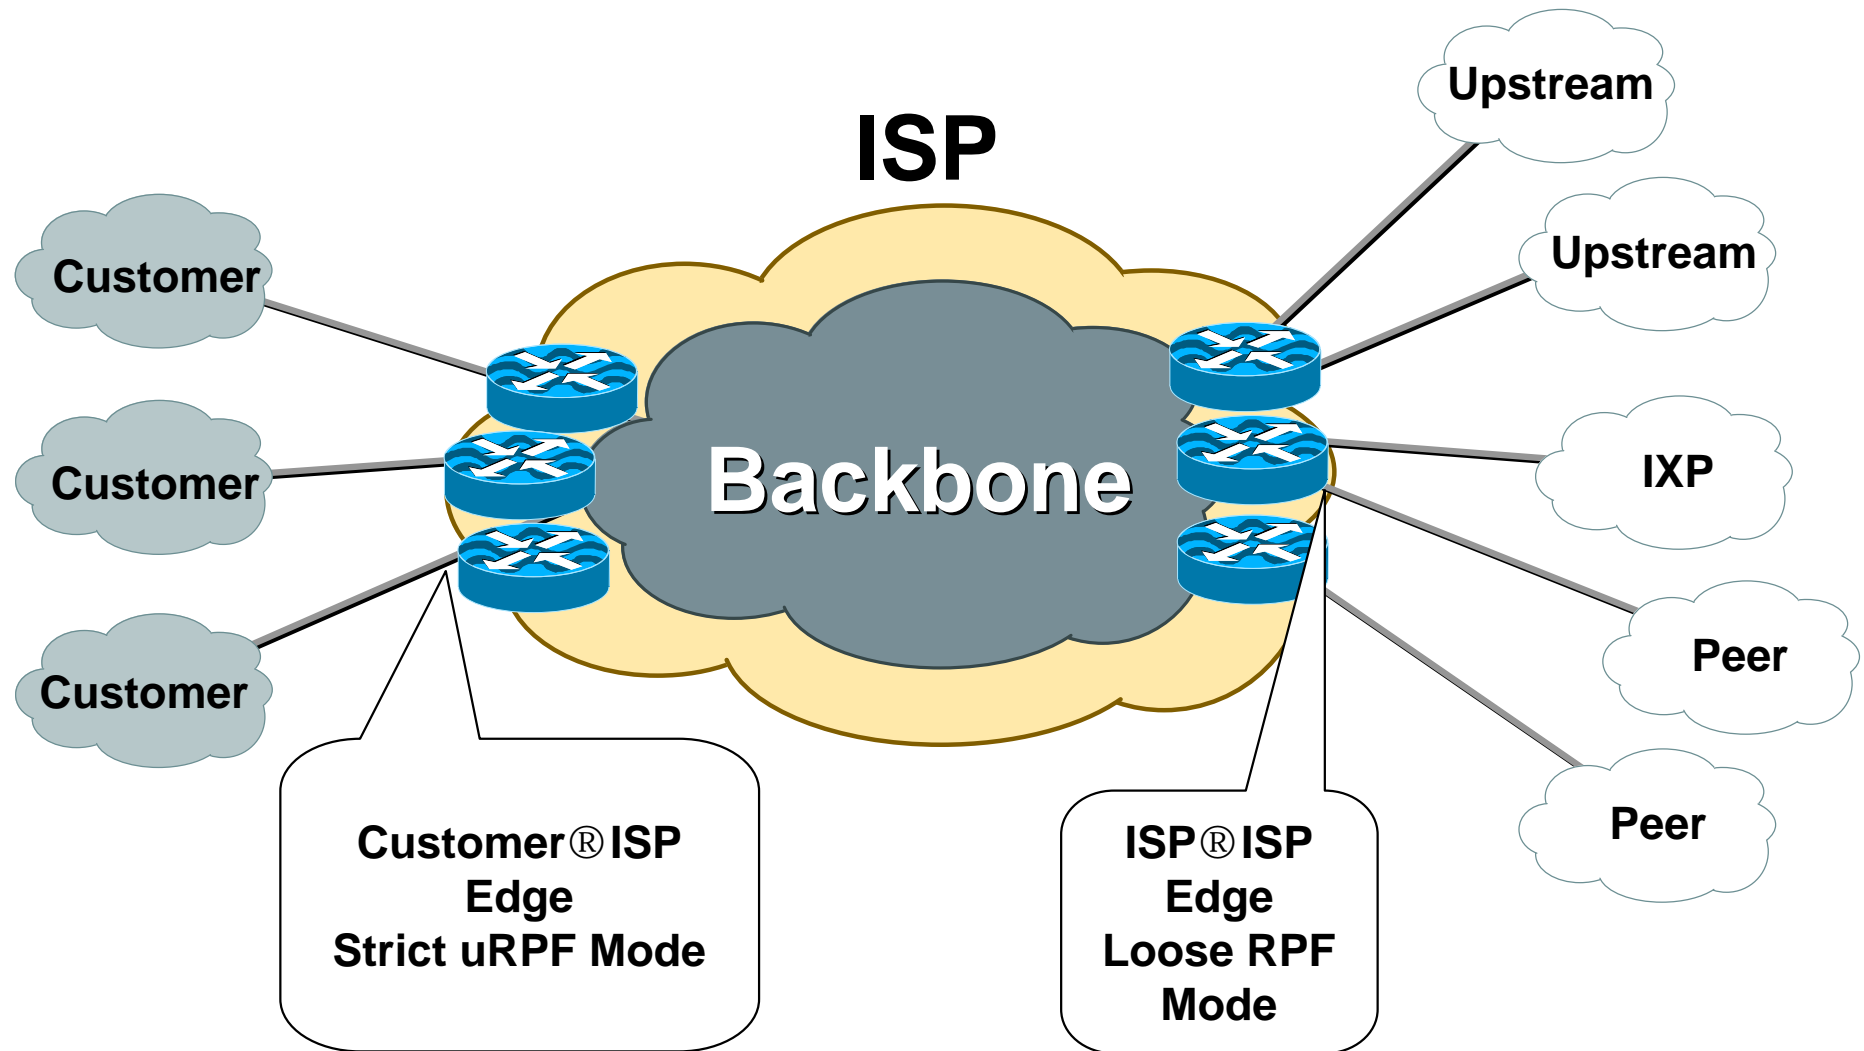 ISP
Upstream
Upstream
Customer
Customer
Customer
Backbone
IXP
Peer
Peer
Customer®ISP
Edge
Strict uRPF Mode
ISP®ISP
Edge
Loose RPF
Mode